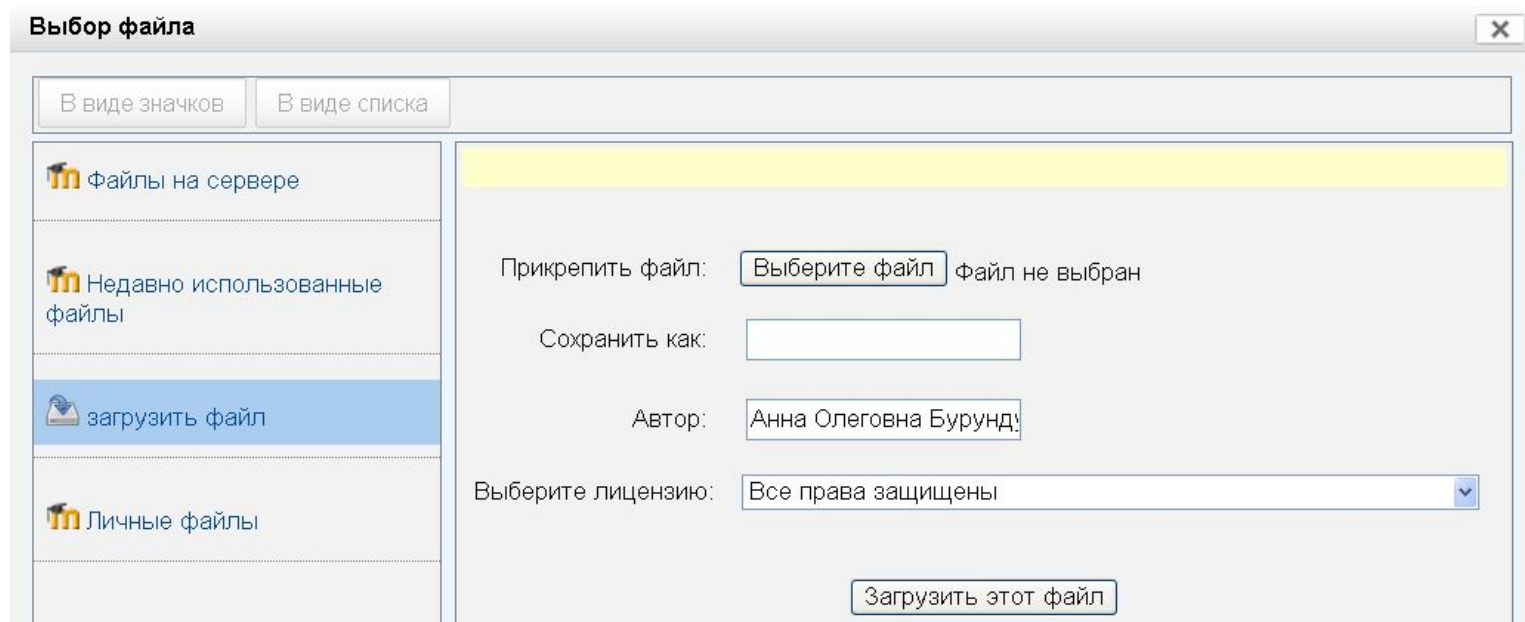 Выбор файла
В виде значков
В виде списка
Файлы на сервере
Недавно использованные
файлы
загрузить файл
Личные файлы
Прикрепить файл: Выберите файл Файл не выбран
Сохранить как:
Автор: Анна Олеговна
Выберите лицензию: Все права защищены
Загрузить этот файл